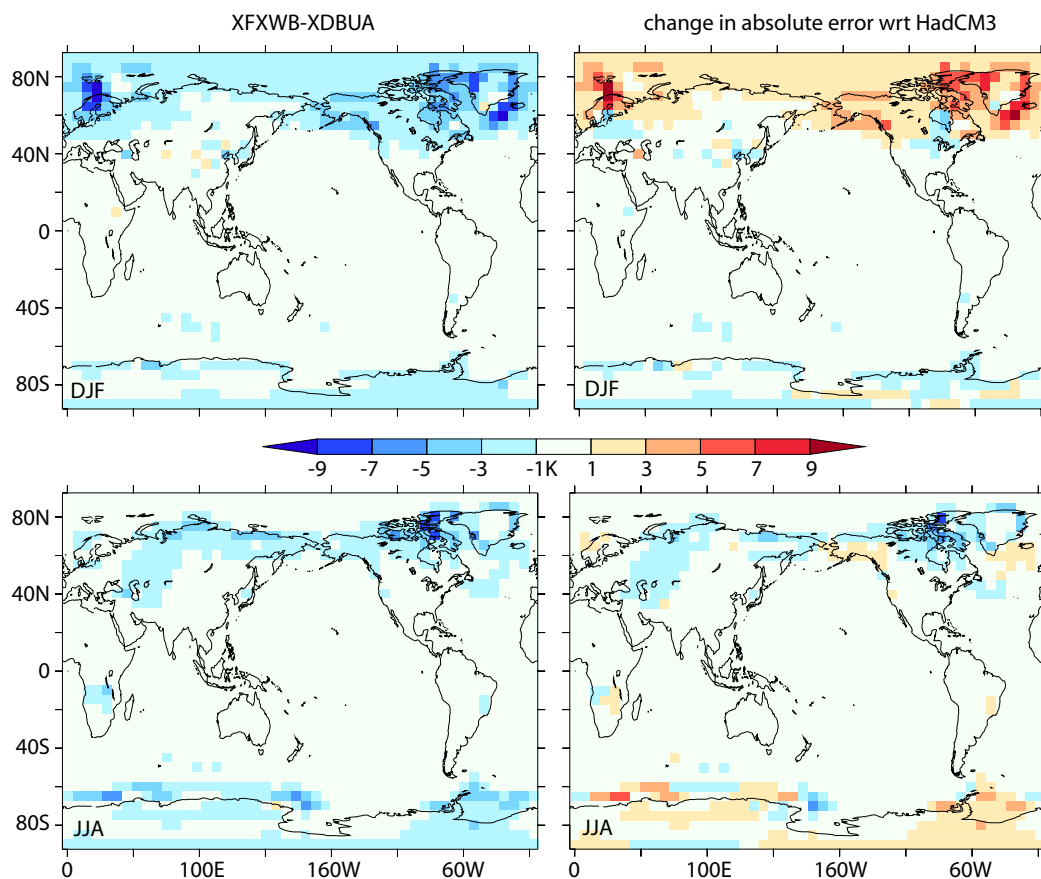 XFXWB-XDBUA
change in absolute error wrt HadCM3
80N
40N
0
40S
80S
DJF
DJF
-9 -7 -5 -3 -1K 1 3 5 7 9
80N
40N
0
40S
80S
JJA
JJA
0 100E 160W 60W
0 100E 160W 60W